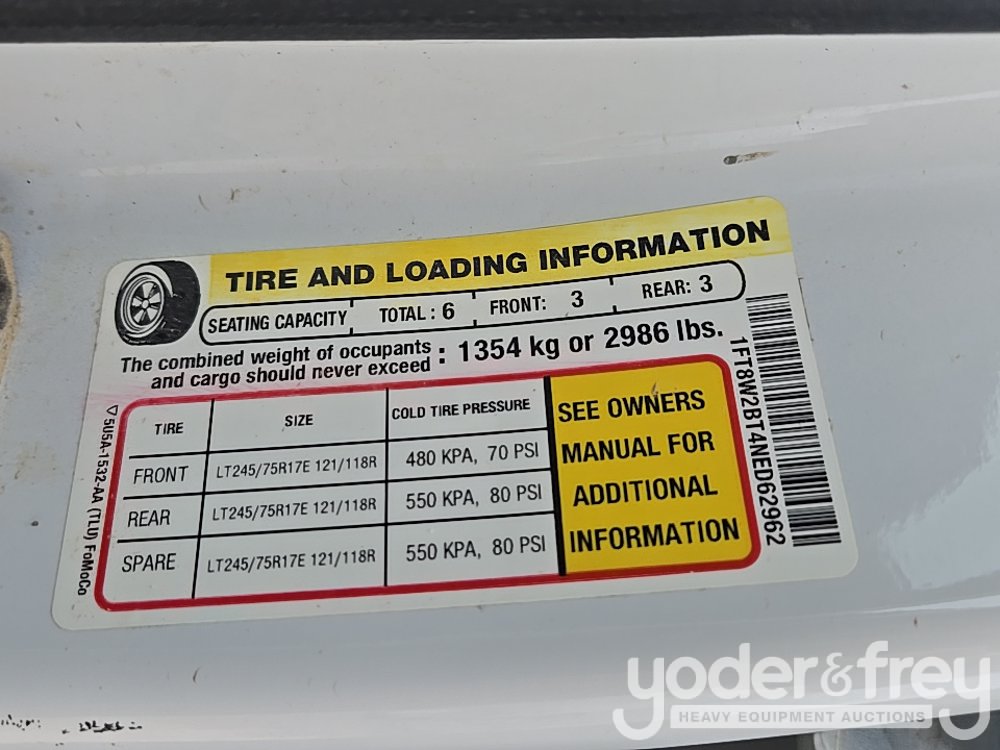 TIRE AND LOADING INFORMATION
SEATING CAPACITY TOTAL : 6 FRONT: 3 REAR: 3
The combined weight of occupants
and cargo should never exceed : 1354 kg or 2986 lbs.
TIRE SIZE COLD TIRE PRESSURE
FRONT LT245/75R17E 121/118R 480 KPA, 70 PSI
REAR LT245/75R17E 121/118R 550 KPA, 80 PSI
SPARE LT245/75R17E 121/118R 550 KPA, 80 PSI
SEE OWNERS
MANUAL FOR
ADDITIONAL
INFORMATION
1FT8W2BT4NED62962
5U5A-1532-AA (TLU) FoMoCo
yoder&frey
HEAVY EQUIPMENT AUCTIONS